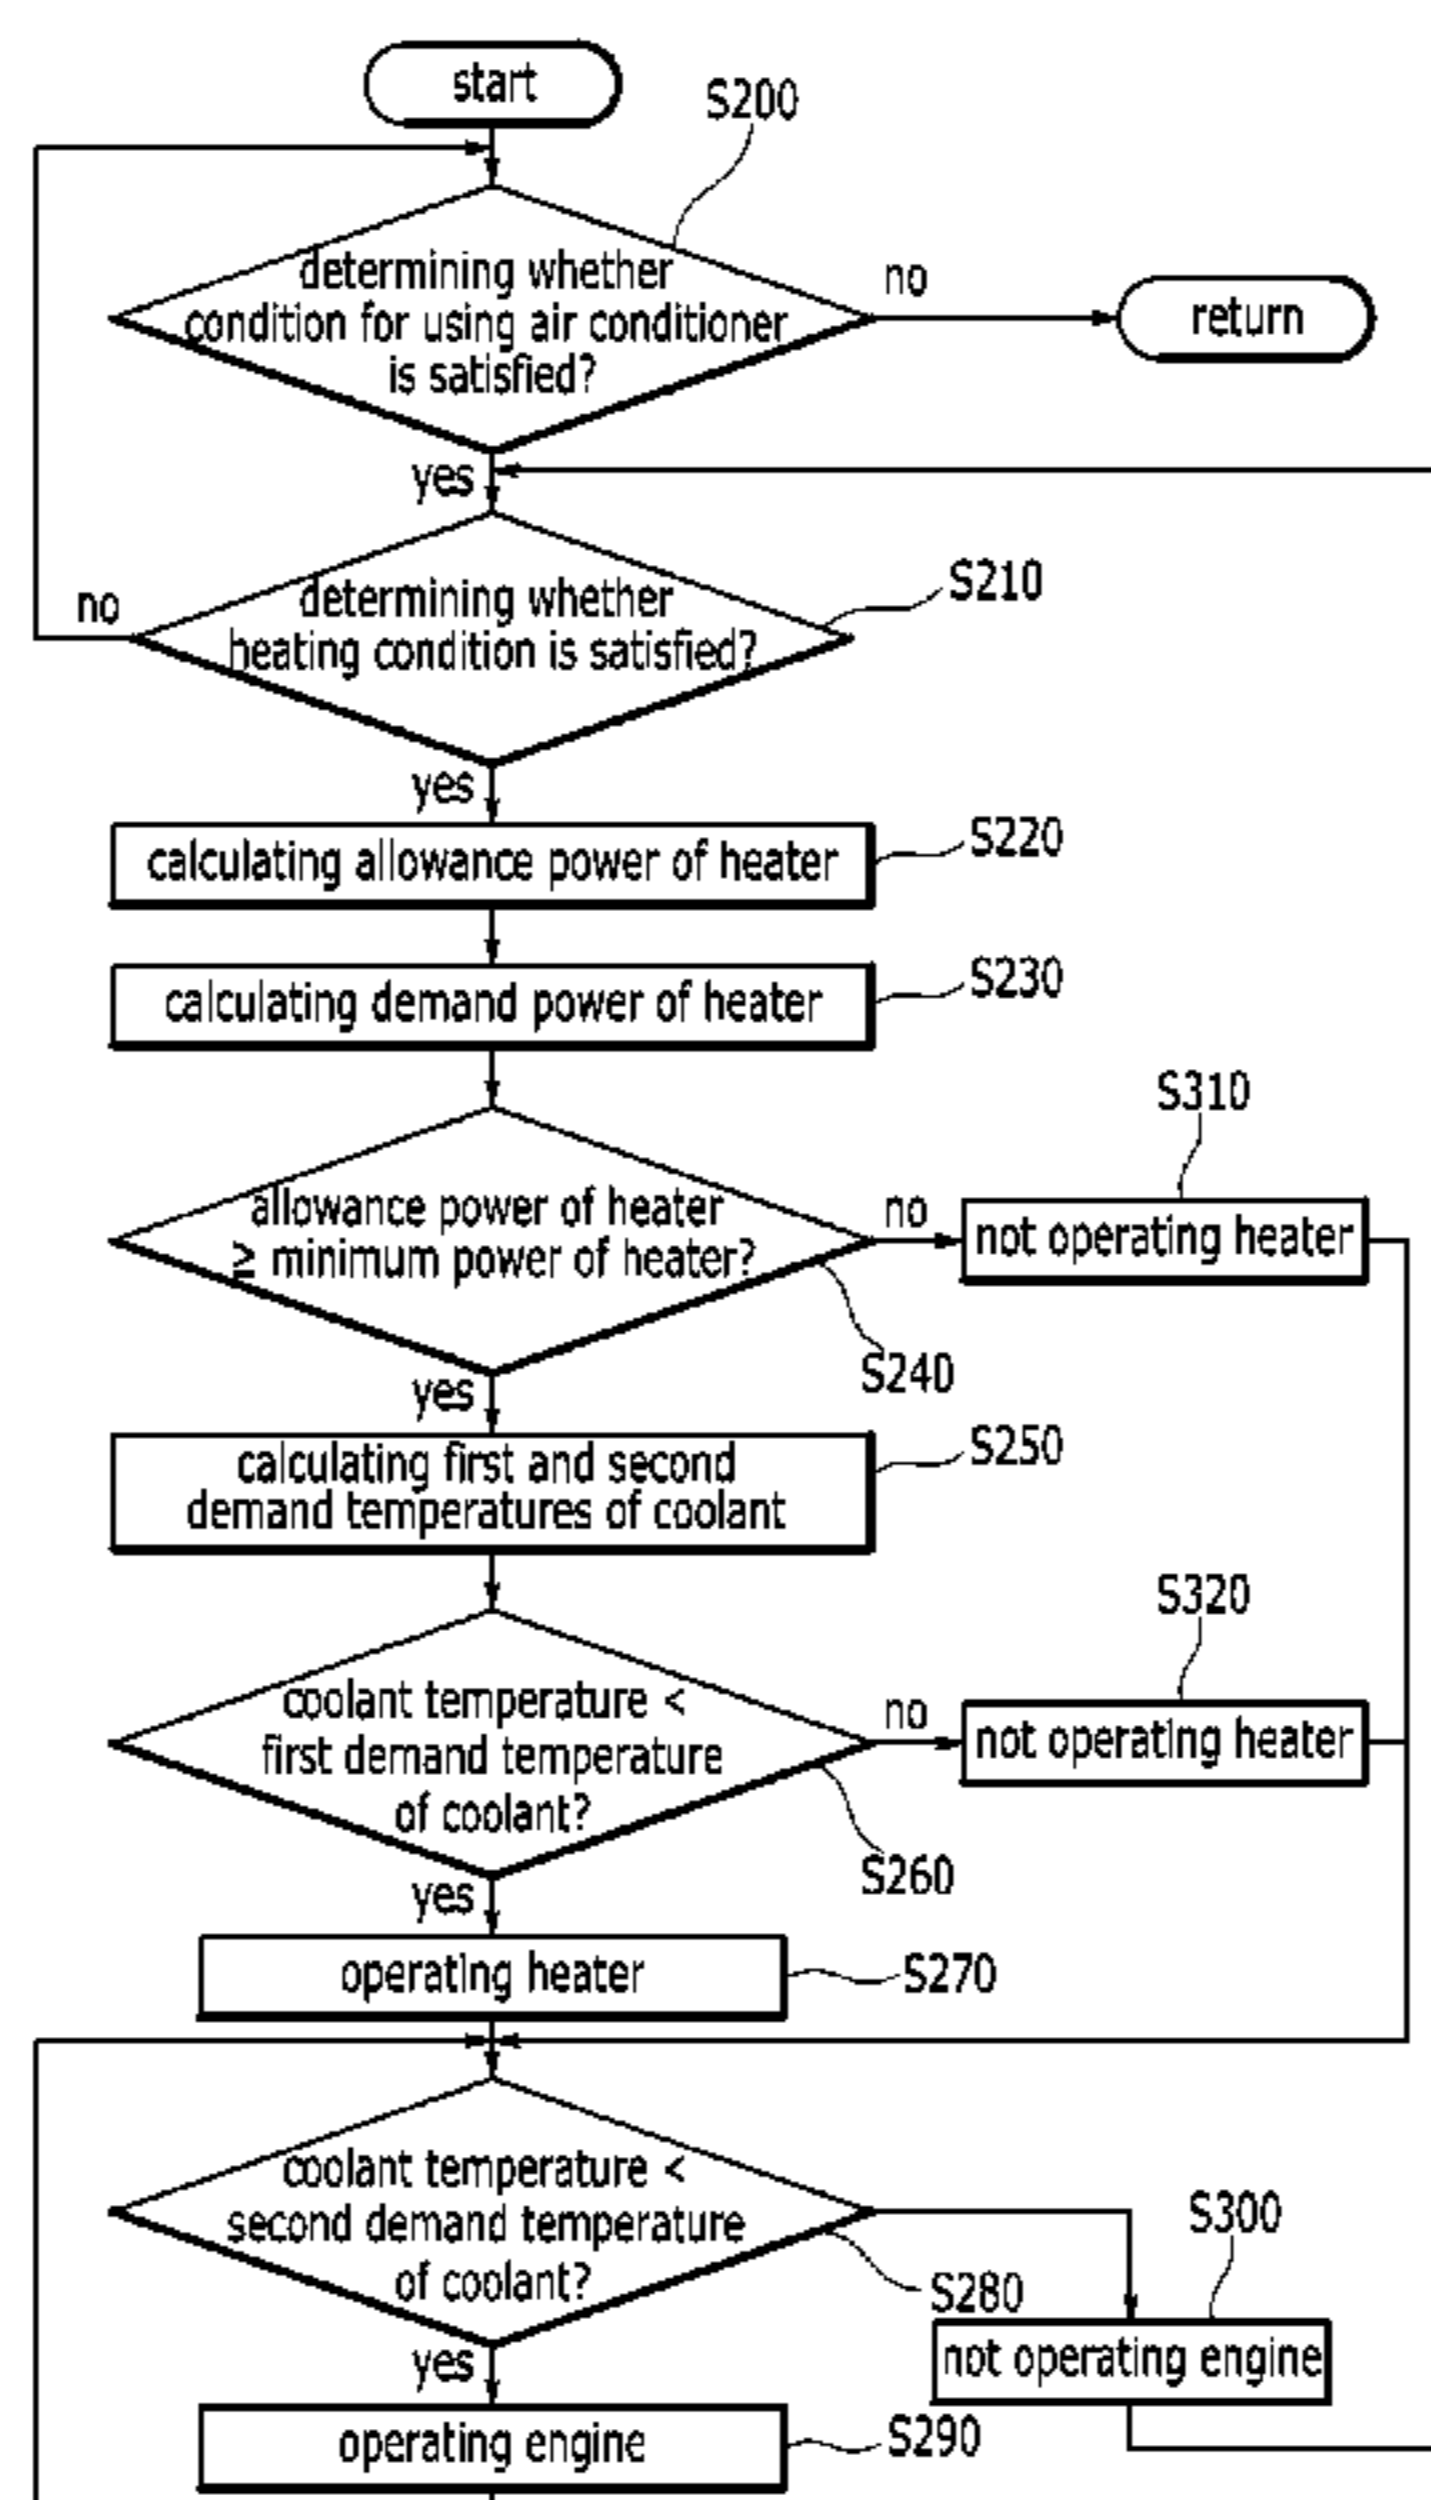 start
S200
determining whether
condition for using air conditioner
is satisfied?
no
return
yes
determining whether
heating condition is satisfied?
S210
no
yes
calculating allowance power of heater
S220
calculating demand power of heater
S230
allowance power of heater
≥ minimum power of heater?
no
S310
not operating heater
S240
yes
calculating first and second
demand temperatures of coolant
S250
coolant temperature <
first demand temperature
of coolant?
no
S320
not operating heater
S260
yes
operating heater
S270
coolant temperature <
second demand temperature
of coolant?
S280
S300
not operating engine
yes
operating engine
S290